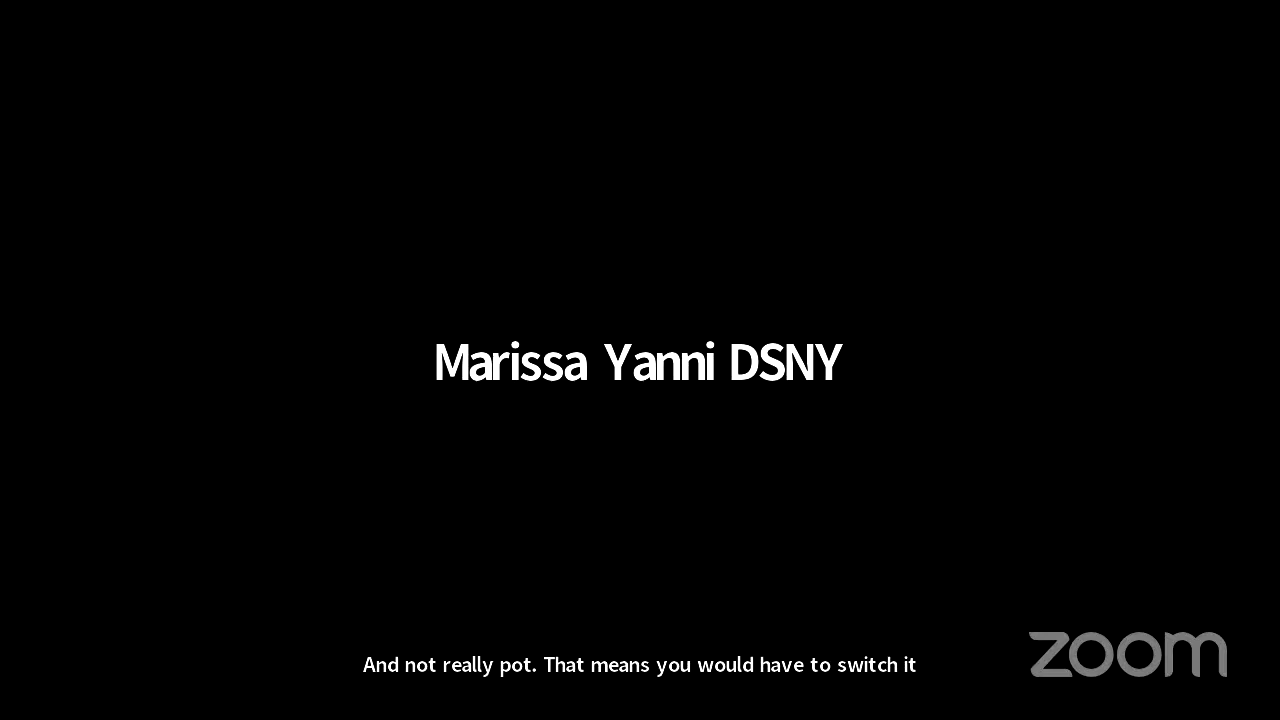 Marissa Yanni DSNY
And not really pot. That means you would have to switch it
zoom